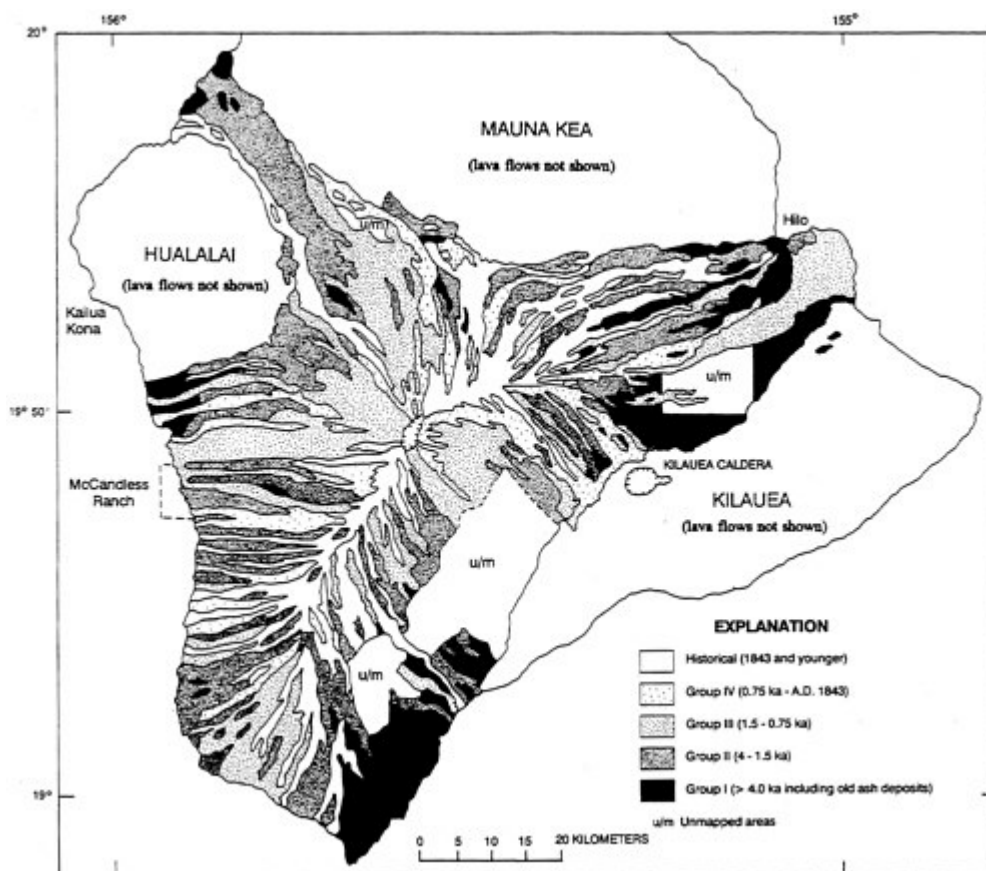 156°
155°
20°
MAUNA KEA
(lava flows not shown)
u/m
Hilo
HUALALAI
(lava flows not shown)
Kailua
Kona
u/m
19° 50´
KILAUEA CALDERA
McCandless
Ranch
KILAUEA
(lava flows not shown)
u/m
u/m
EXPLANATION
Historical (1843 and younger)
Group IV (0.75 ka - A.D. 1843)
Group III (1.5 - 0.75 ka)
Group II (4 - 1.5 ka)
Group I (> 4.0 ka including old ash deposits)
u/m Unmapped areas
19°
0 5 10 15 20 KILOMETERS